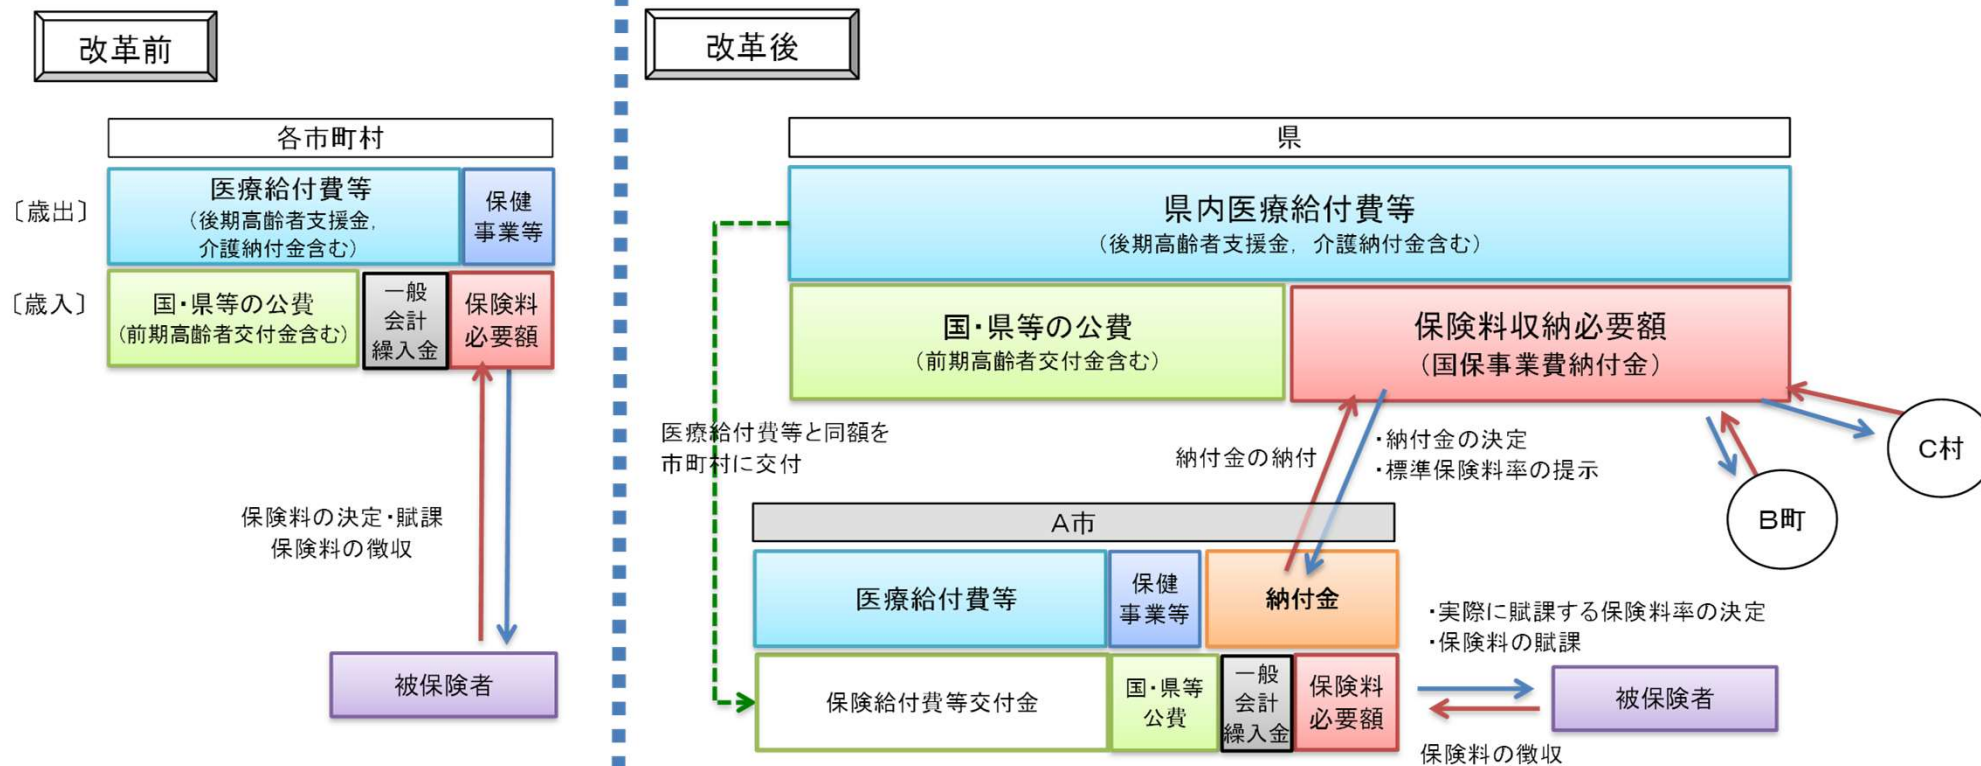 改革前
各市町村
〔歳出〕
医療給付費等
（後期高齢者支援金，
介護納付金含む）
保健
事業等
〔歳入〕
国・県等の公費
（前期高齢者交付金含む）
一般
会計
繰入金
保険料
必要額
保険料の決定・賦課
保険料の徴収
被保険者
改革後
県
県内医療給付費等
（後期高齢者支援金，介護納付金含む）
国・県等の公費
（前期高齢者交付金含む）
保険料収納必要額
（国保事業費納付金）
医療給付費等と同額を
市町村に交付
納付金の納付
・納付金の決定
・標準保険料率の提示
C村
B町
A市
医療給付費等
保健
事業等
納付金
保険給付費等交付金
国・県等
公費
一般
会計
繰入金
保険料
必要額
・実際に賦課する保険料率の決定
・保険料の賦課
被保険者
保険料の徴収